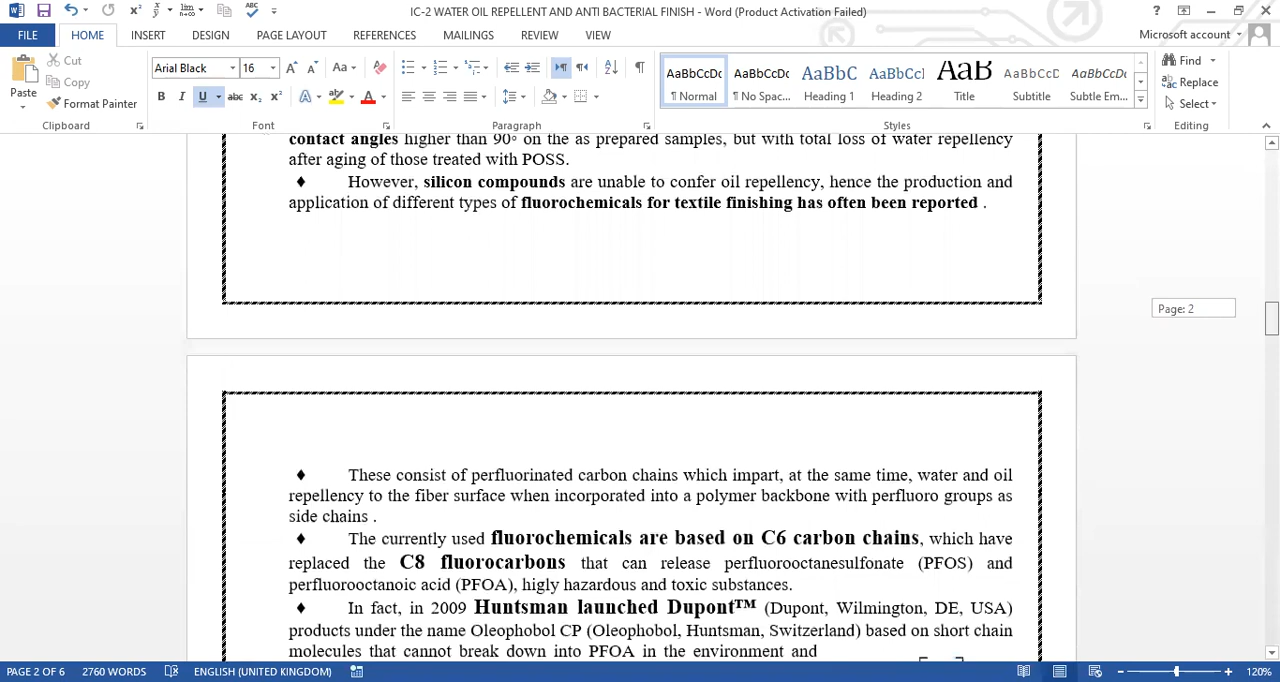 IC-2 WATER OIL REPELLENT AND ANTI BACTERIAL FINISH - Word (Product Activation Failed)
FILE HOME INSERT DESIGN PAGE LAYOUT REFERENCES MAILINGS REVIEW VIEW Microsoft account
Cut
Copy
Format Painter
Paste
Clipboard
Arial Black 16
Font
Paragraph
AaBbCcDc AaBbCcDc AaBbC AaBbCcl AaB AaBbCcD AaBbCcDc
¶ Normal ¶ No Spac... Heading 1 Heading 2 Title Subtitle Subtle Em...
Styles
Find
Replace
Select
Editing
contact angles higher than 90° on the as prepared samples, but with total loss of water repellency
after aging of those treated with POSS.
♦ However, silicon compounds are unable to confer oil repellency, hence the production and
application of different types of fluorochemicals for textile finishing has often been reported .
Page: 2
♦ These consist of perfluorinated carbon chains which impart, at the same time, water and oil
repellency to the fiber surface when incorporated into a polymer backbone with perfluoro groups as
side chains .
♦ The currently used fluorochemicals are based on C6 carbon chains, which have
replaced the C8 fluorocarbons that can release perfluorooctanesulfonate (PFOS) and
perfluorooctanoic acid (PFOA), higly hazardous and toxic substances.
♦ In fact, in 2009 Huntsman launched Dupont™ (Dupont, Wilmington, DE, USA)
products under the name Oleophobol CP (Oleophobol, Huntsman, Switzerland) based on short chain
molecules that cannot break down into PFOA in the environment and
PAGE 2 OF 6 2760 WORDS ENGLISH (UNITED KINGDOM) 120%